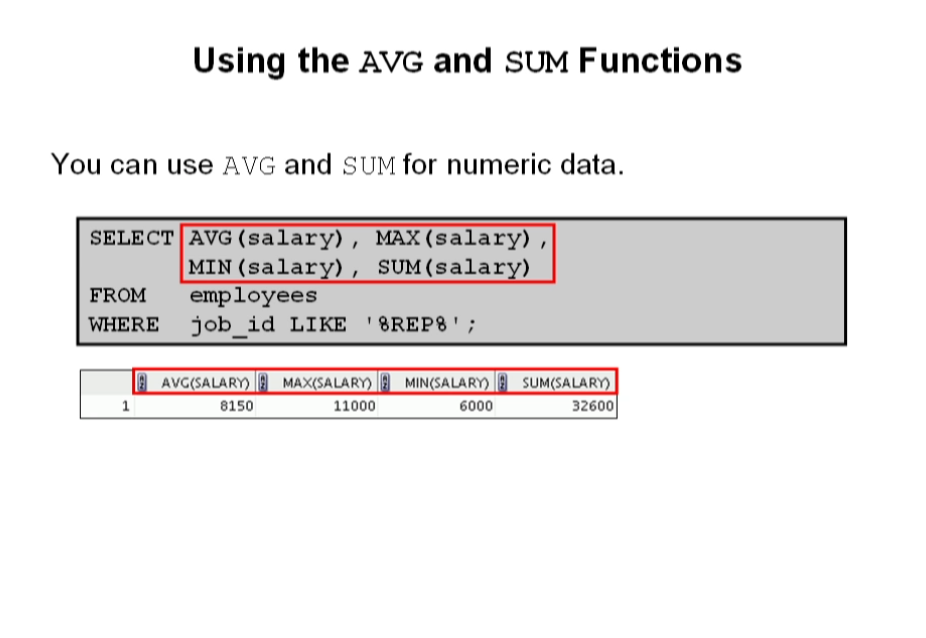 Using the AVG and SUM Functions
You can use AVG and SUM for numeric data.
SELECT AVG(salary), MAX(salary),
MIN(salary), SUM(salary)
FROM employees
WHERE job_id LIKE '%REP%';
AVG(SALARY) MAX(SALARY) MIN(SALARY) SUM(SALARY)
1 8150 11000 6000 32600